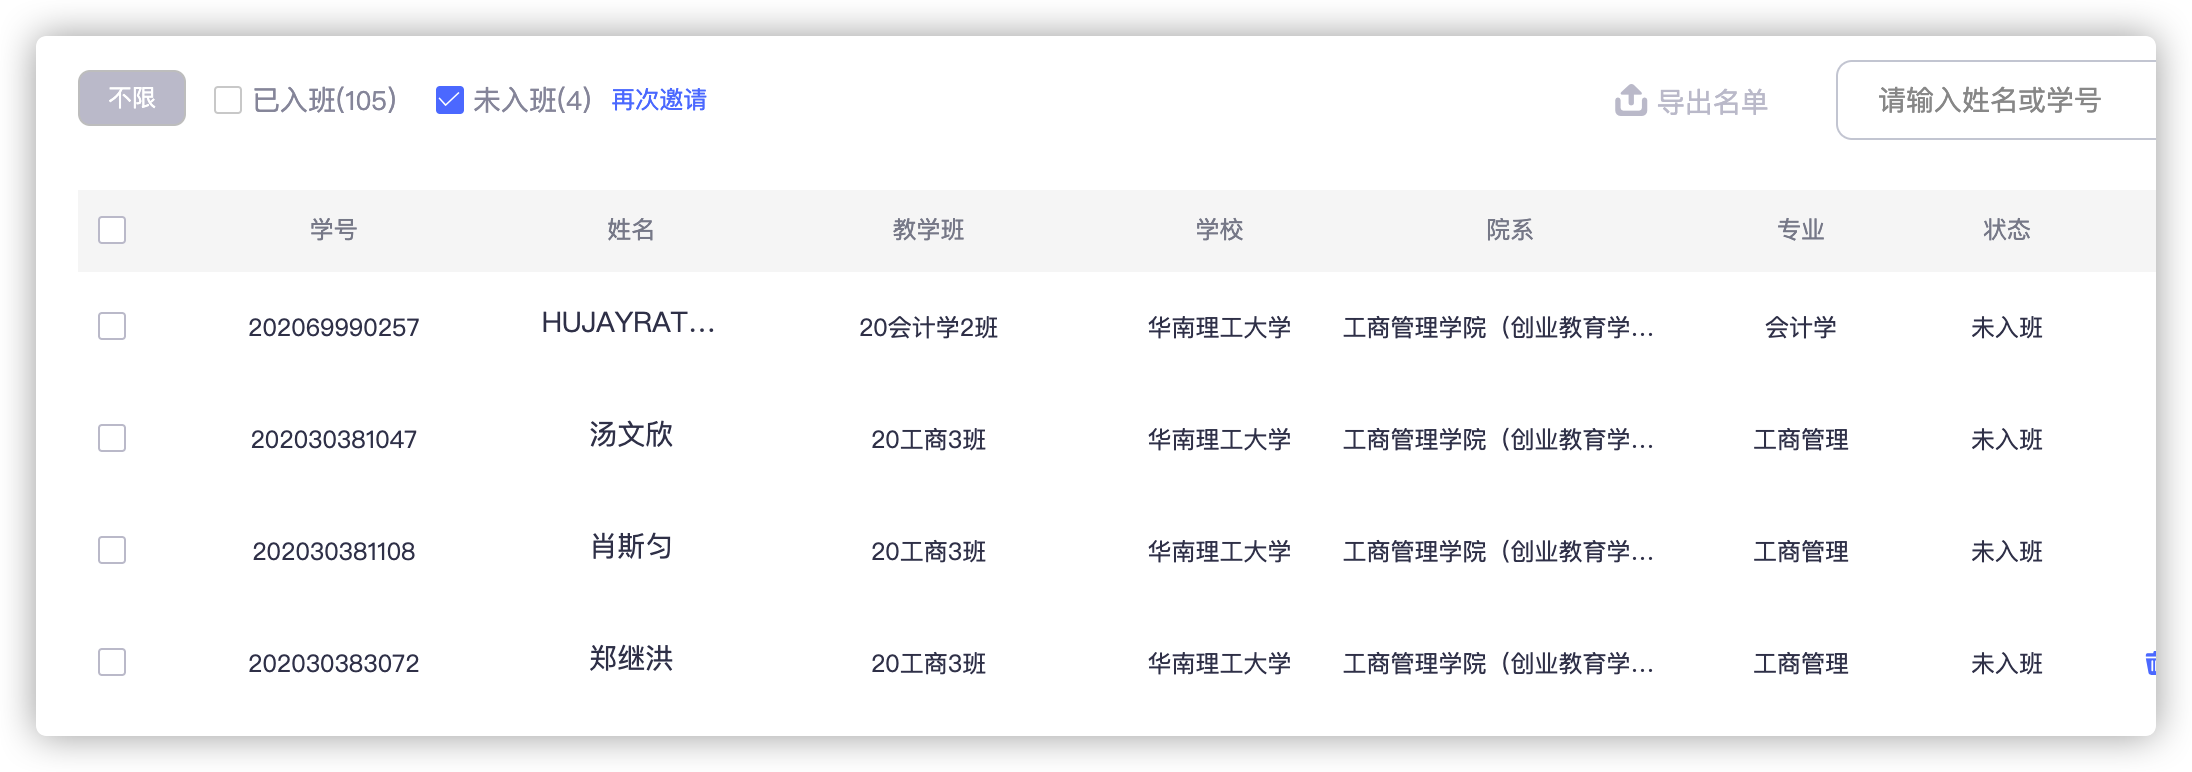 不限 已入班(105) 未入班(4) 再次邀请 导出名单 请输入姓名或学号
学号 姓名 教学班 学校 院系 专业 状态
202069990257 HUJAYRAT... 20会计学2班 华南理工大学 工商管理学院（创业教育学... 会计学 未入班
202030381047 汤文欣 20工商3班 华南理工大学 工商管理学院（创业教育学... 工商管理 未入班
202030381108 肖斯匀 20工商3班 华南理工大学 工商管理学院（创业教育学... 工商管理 未入班
202030383072 郑继洪 20工商3班 华南理工大学 工商管理学院（创业教育学... 工商管理 未入班